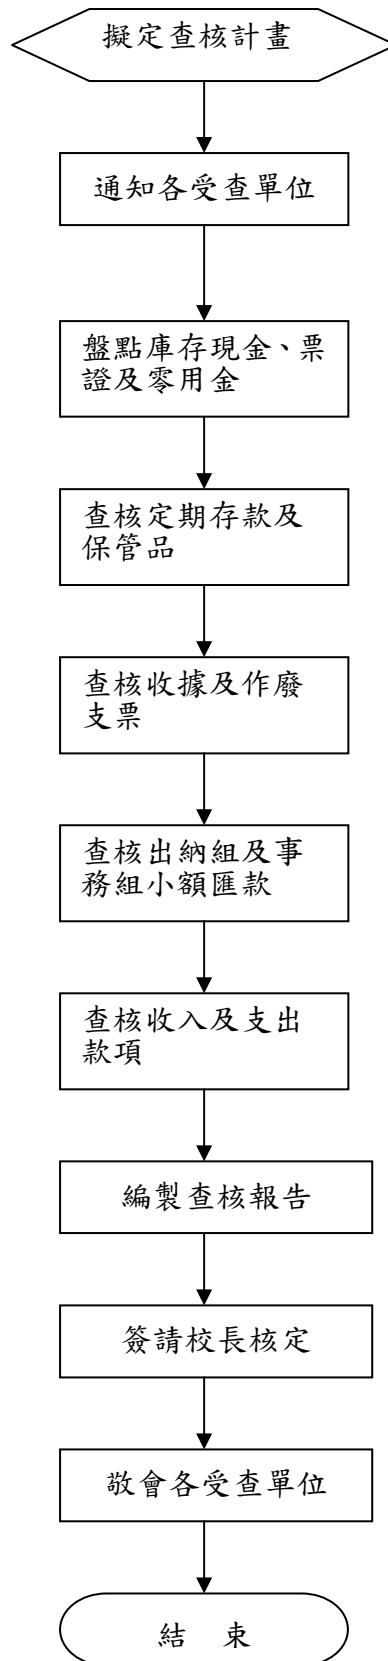 擬定查核計畫
通知各受查單位
盤點庫存現金、票
證及零用金
查核定期存款及
保管品
查核收據及作廢
支票
查核出納組及事
務組小額匯款
查核收入及支出
款項
編製查核報告
簽請校長核定
敬會各受查單位
結 束